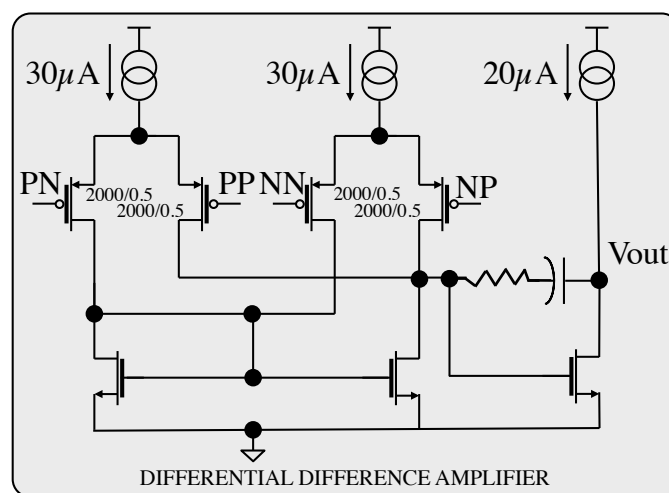 30µA
30µA
20µA
PN
PP
NN
NP
2000/0.5
2000/0.5
2000/0.5
2000/0.5
Vout
DIFFERENTIAL DIFFERENCE AMPLIFIER